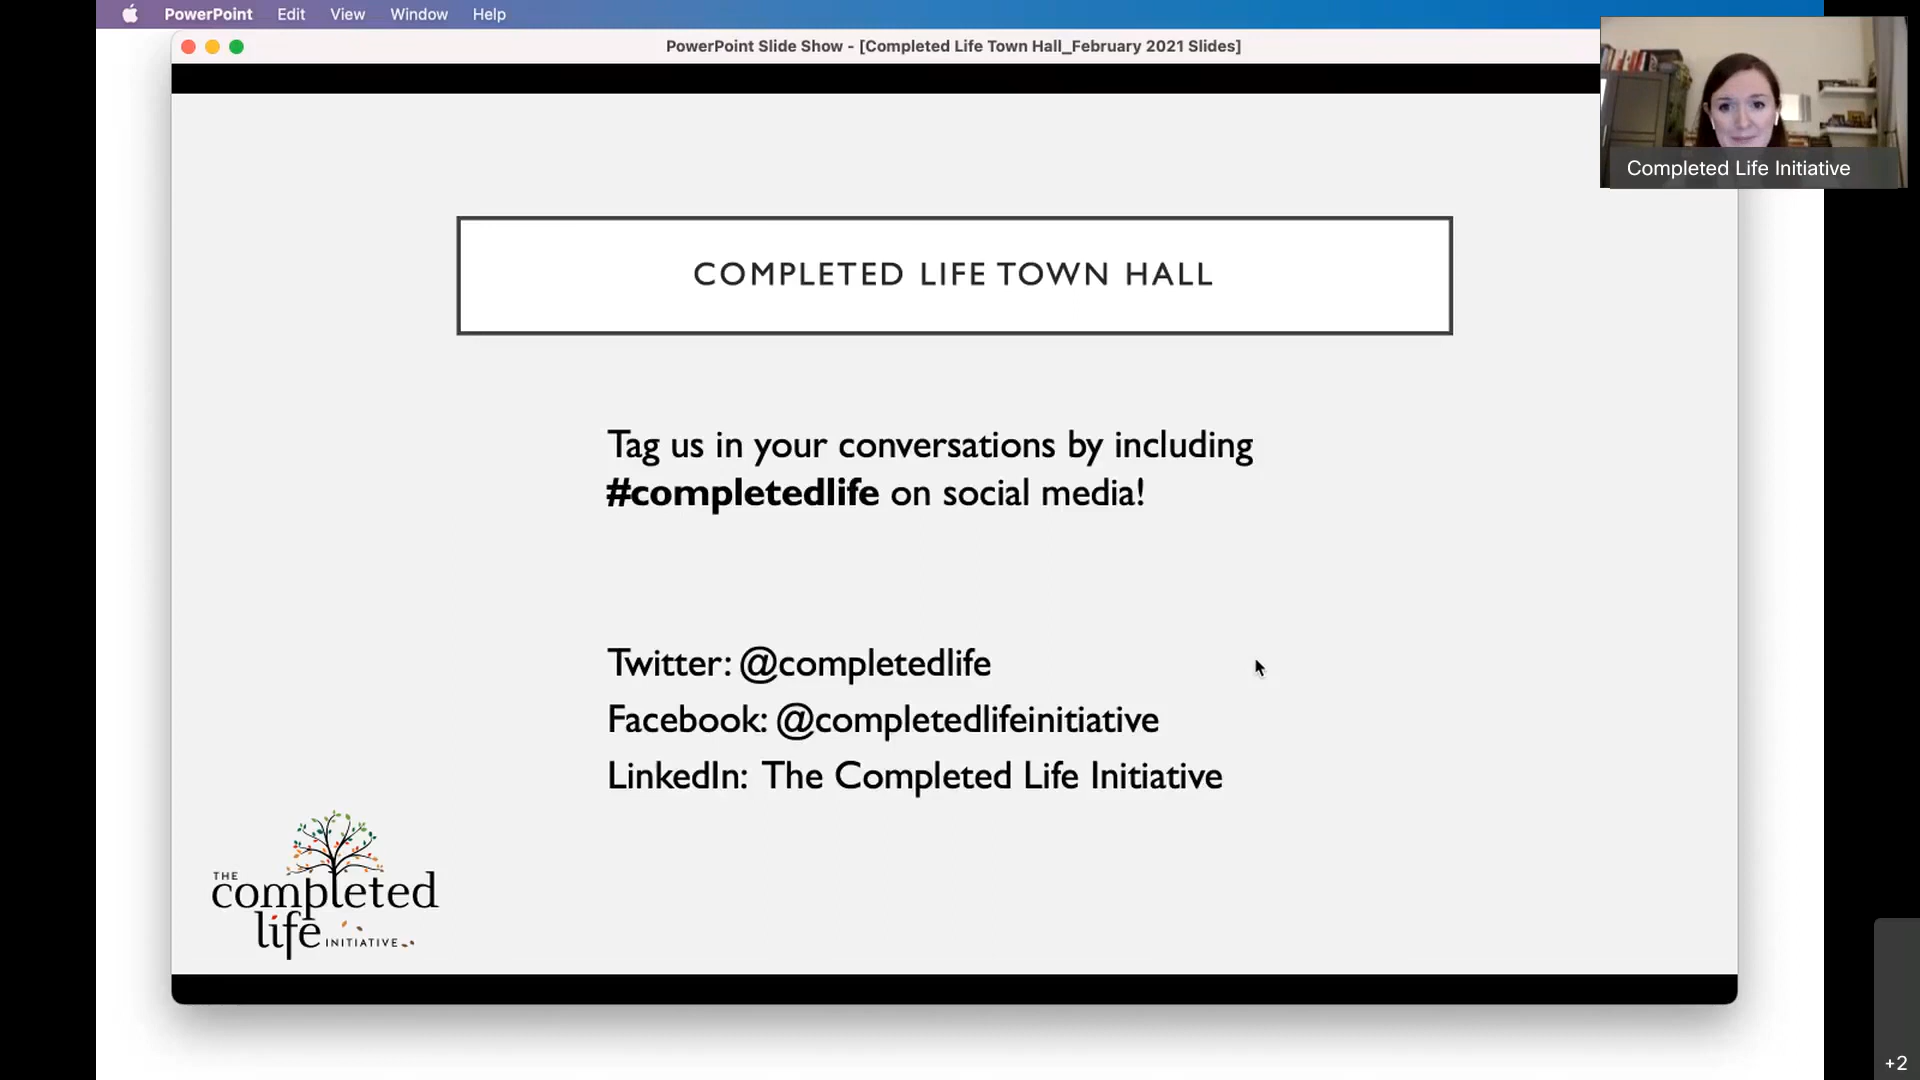 PowerPoint Edit View Window Help
PowerPoint Slide Show - [Completed Life Town Hall_February 2021 Slides]
Completed Life Initiative
COMPLETED LIFE TOWN HALL
Tag us in your conversations by including
#completedlife on social media!
Twitter: @completedlife
Facebook: @completedlifeinitiative
LinkedIn: The Completed Life Initiative
THE
completed
life INITIATIVE
+2